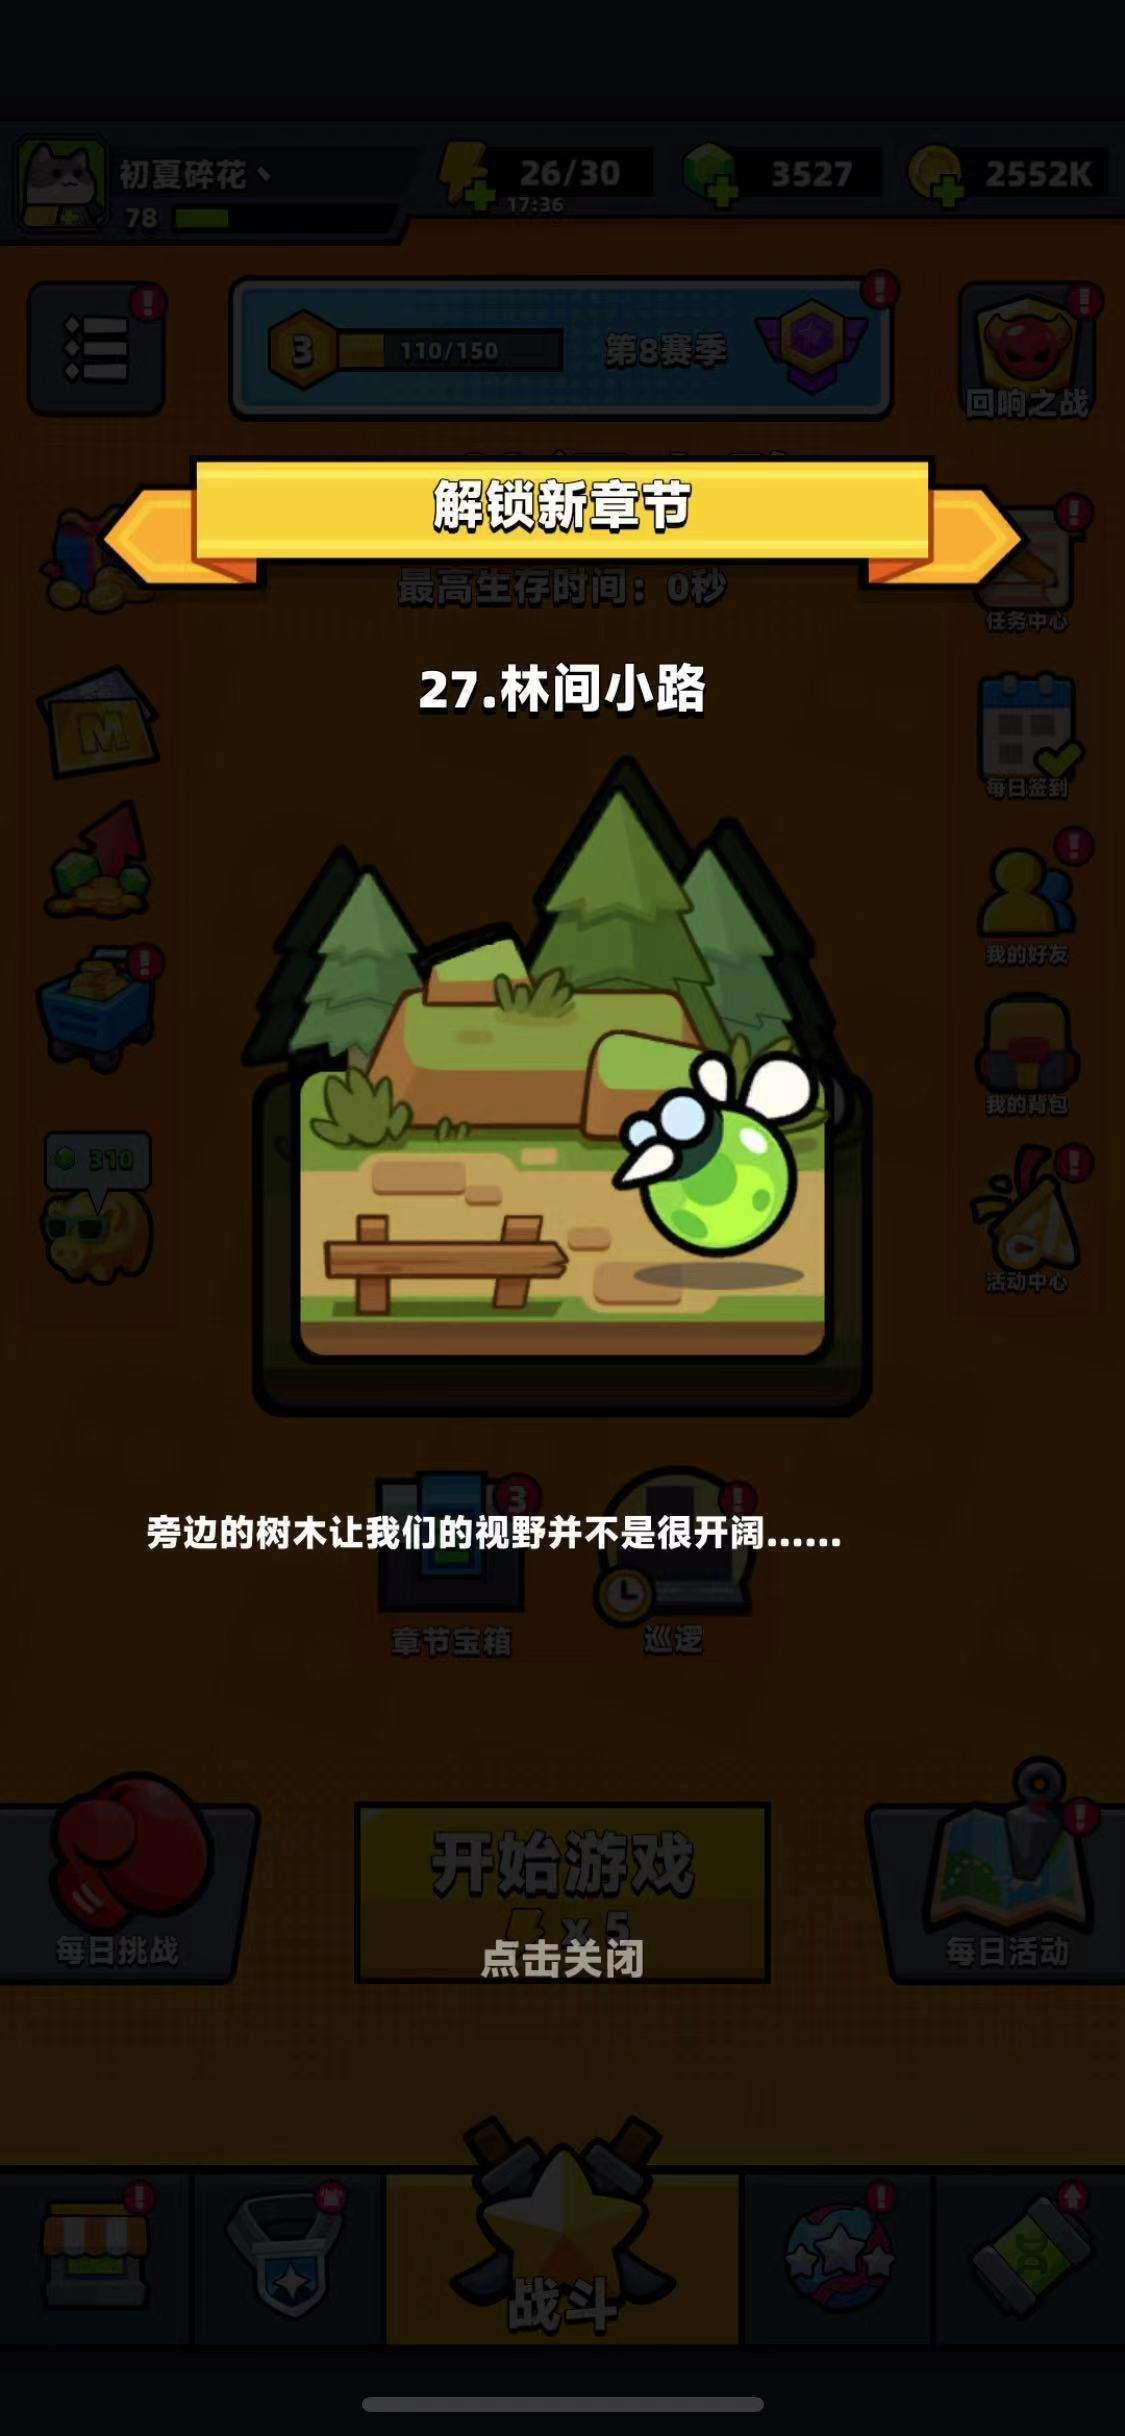 初夏碎花丶
26/30
3527
2552K
78
17:36
3
110/150
第8赛季
回响之战
解锁新章节
最高生存时间：0秒
任务中心
27.林间小路
M
每日签到
我的好友
我的背包
310
活动中心
3
旁边的树木让我们的视野并不是很开阔......
章节宝箱
巡逻
开始游戏
x 5
点击关闭
每日挑战
每日活动
战斗